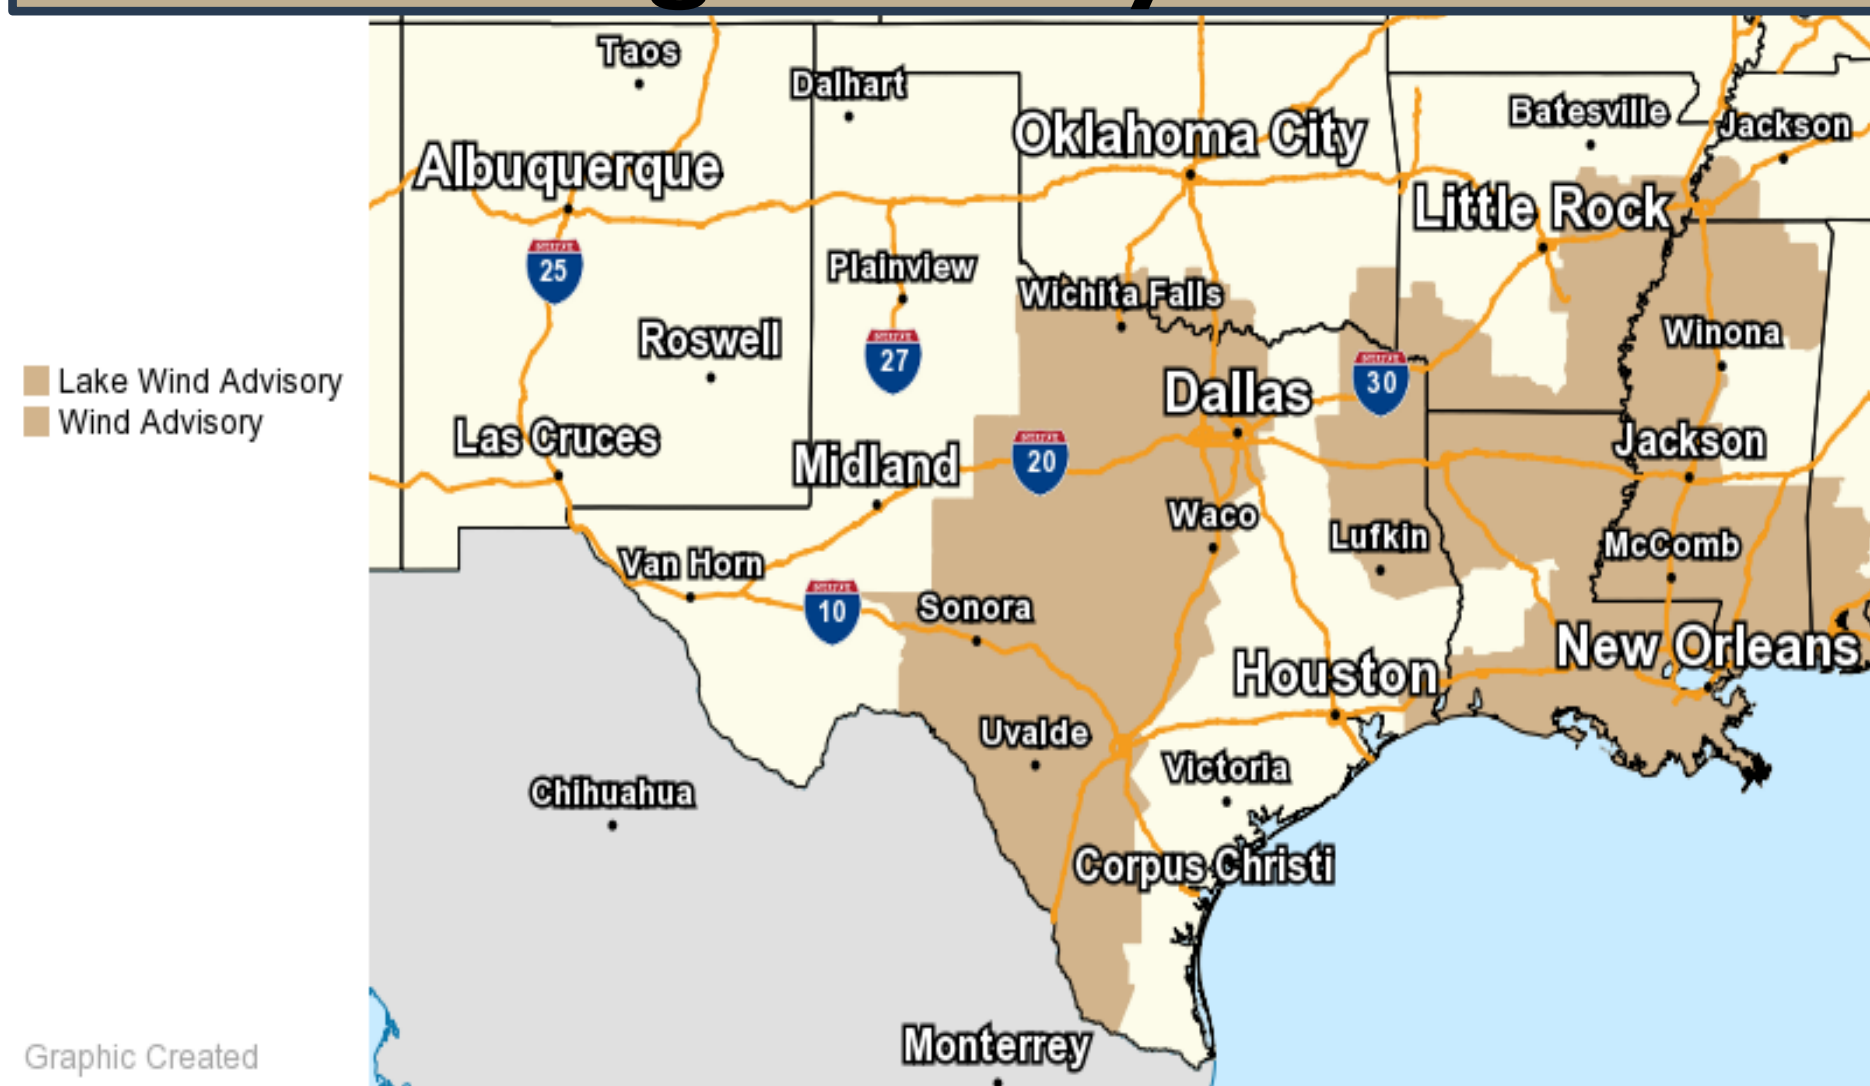 Taos
Dalhart
Oklahoma City
Batesville
Jackson
Albuquerque
Little Rock
25
Plainview
Wichita Falls
Roswell
27
Winona
Lake Wind Advisory
Wind Advisory
30
Dallas
Las Cruces
Midland
20
Jackson
Waco
Lufkin
McComb
Van Horn
10
Sonora
New Orleans
Houston
Uvalde
Victoria
Chihuahua
Corpus Christi
Monterrey
Graphic Created